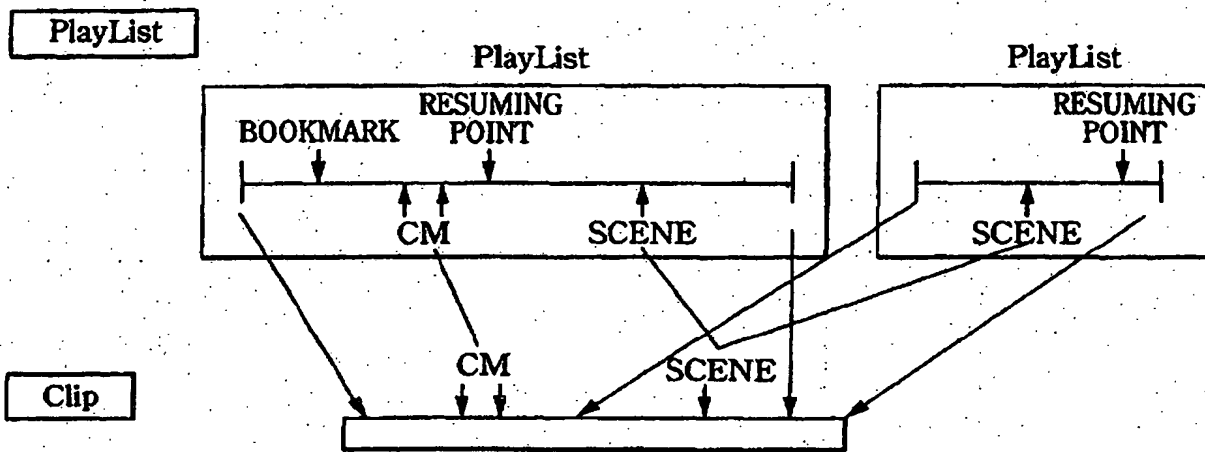 PlayList
PlayList
PlayList
RESUMING
POINT
BOOKMARK
CM
SCENE
RESUMING
POINT
SCENE
CM
SCENE
Clip